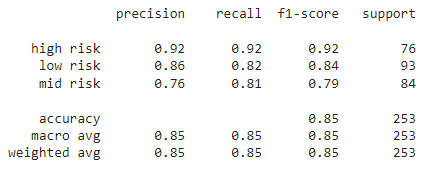 precision recall f1-score support
high risk 0.92 0.92 0.92 76
low risk 0.86 0.82 0.84 93
mid risk 0.76 0.81 0.79 84
accuracy 0.85 253
macro avg 0.85 0.85 0.85 253
weighted avg 0.85 0.85 0.85 253